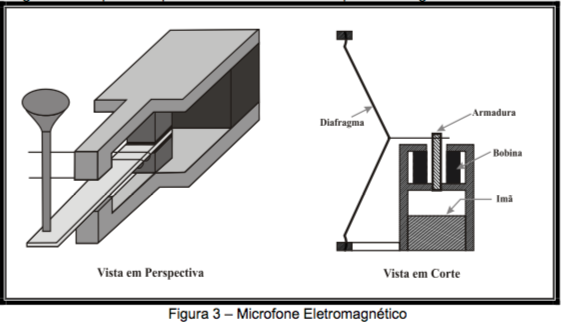 Diafragma
Armadura
Bobina
Imã
Vista em Perspectiva
Vista em Corte
Figura 3 – Microfone Eletromagnético